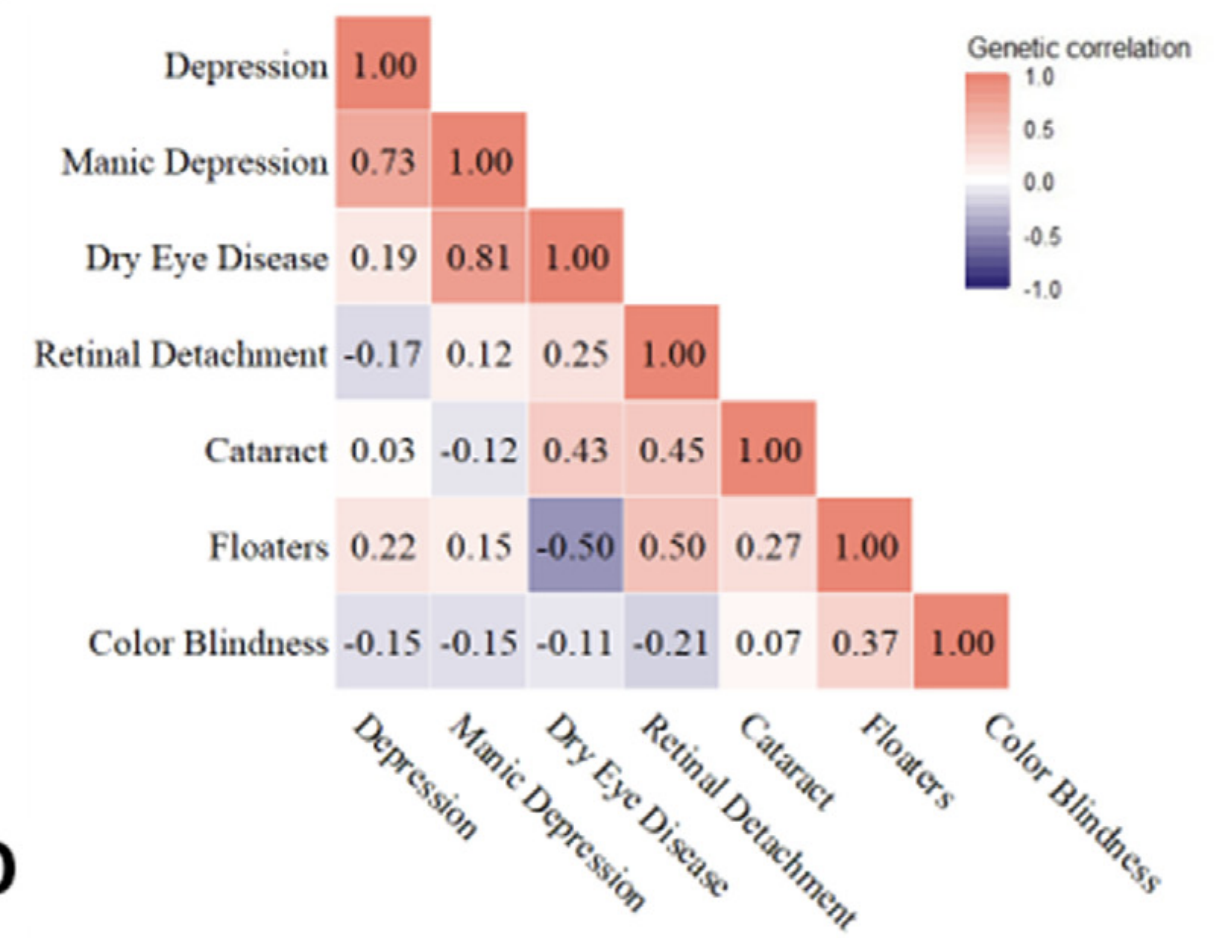 Genetic correlation
1.0
0.5
0.0
-0.5
-1.0
Depression 1.00
Manic Depression 0.73 1.00
Dry Eye Disease 0.19 0.81 1.00
Retinal Detachment -0.17 0.12 0.25 1.00
Cataract 0.03 -0.12 0.43 0.45 1.00
Floaters 0.22 0.15 -0.50 0.50 0.27 1.00
Color Blindness -0.15 -0.15 -0.11 -0.21 0.07 0.37 1.00
Depression
Manic Depression
Dry Eye Disease
Retinal Detachment
Cataract
Floaters
Color Blindness